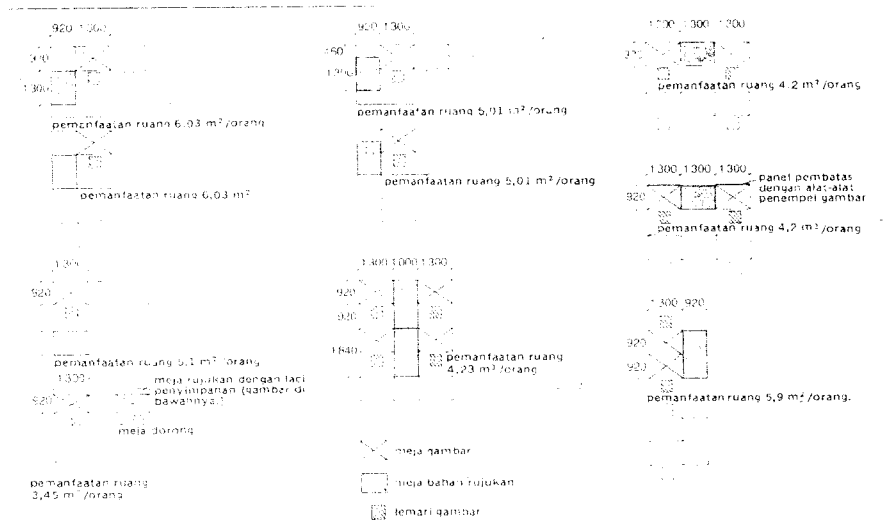 920 1300
1300
pemanfaatan ruang 6.03 m²/orang
pemanfaatan ruang 6,03 m²
1300
920
pemanfaatan ruang 5,1 m²/orang
1300
920
meja rujukan dengan laci
penyimpanan (gambar di
bawahnya.)
meja dorong
pemanfaatan ruang
3,45 m²/orang
920 1300
1300
pemanfaatan ruang 5,01 m²/orang
pemanfaatan ruang 5,01 m²/orang
1300 1000 1300
920
920
1840
pemanfaatan ruang
4,23 m²/orang
meja gambar
meja bahan rujukan
lemari gambar
1300 1300 1300
920
pemanfaatan ruang 4.2 m²/orang
1300 1300 1300
920
panel pembatas
dengan alat-alat
penempel gambar
pemanfaatan ruang 4,2 m²/orang
1300 920
920
920
pemanfaatan ruang 5,9 m²/orang.